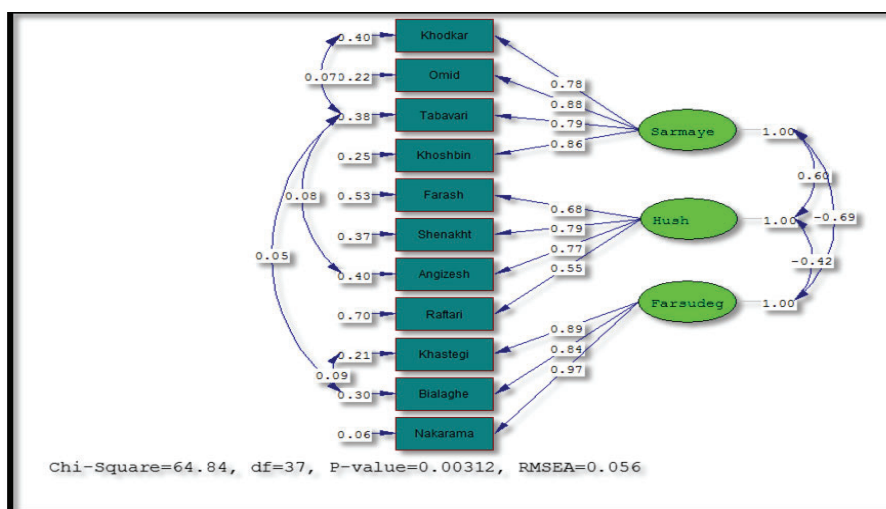 0.40 Khodkar
0.07 0.22 Omid 0.78
0.88
0.38 Tabavari 0.79 Sarmaye 1.00
0.86
0.25 Khoshbin
0.60
0.08 0.53 Farash
0.68
0.37 Shenakht 0.79 Hush 1.00 -0.69
0.77
0.05 0.55 -0.42
0.40 Angizesh
0.70 Raftari Farsudeg 1.00
0.89
0.21 Khastegi 0.84
0.09 0.97
0.30 Bialaghe
0.06 Nakarama
Chi-Square=64.84, df=37, P-value=0.00312, RMSEA=0.056